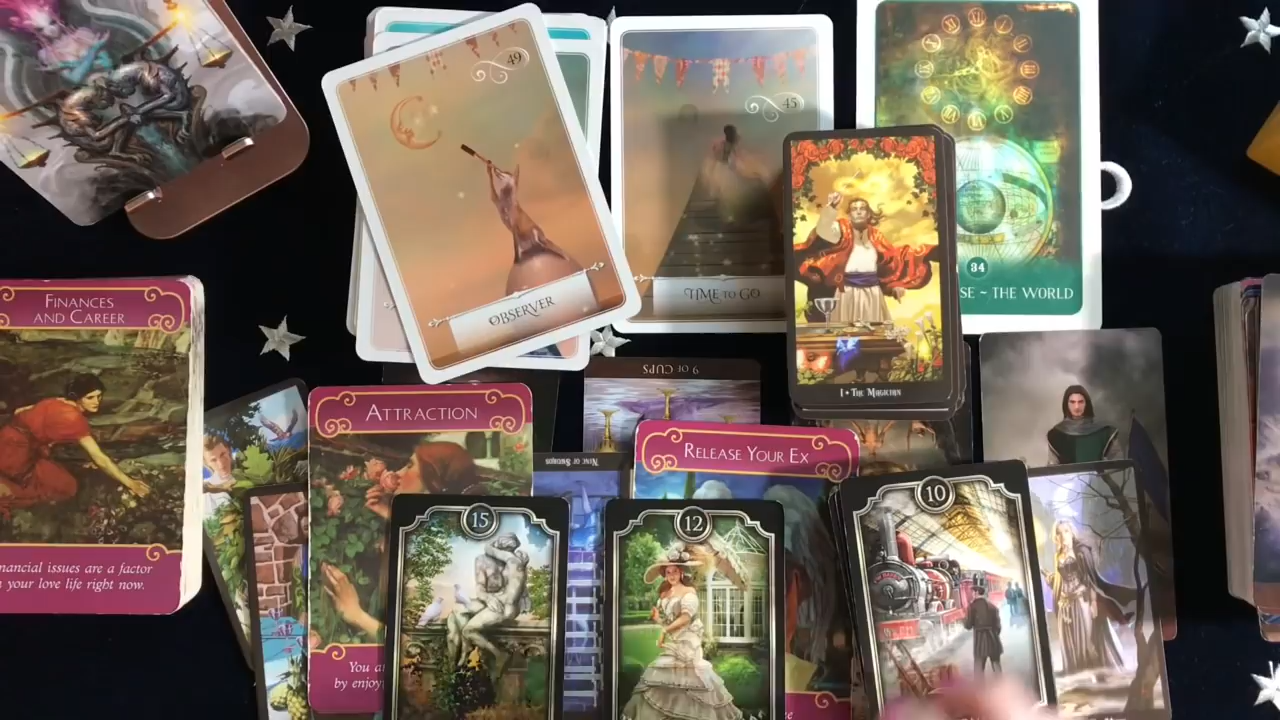 49
OBSERVER
45
TIME TO GO
34
SE ~ THE WORLD
I • THE MAGICIAN
FINANCES
AND CAREER
nancial issues are a factor
your love life right now.
9 OF CUPS
ATTRACTION
You a
by enjoy
NINE OF SWORDS
RELEASE YOUR EX
15
12
10